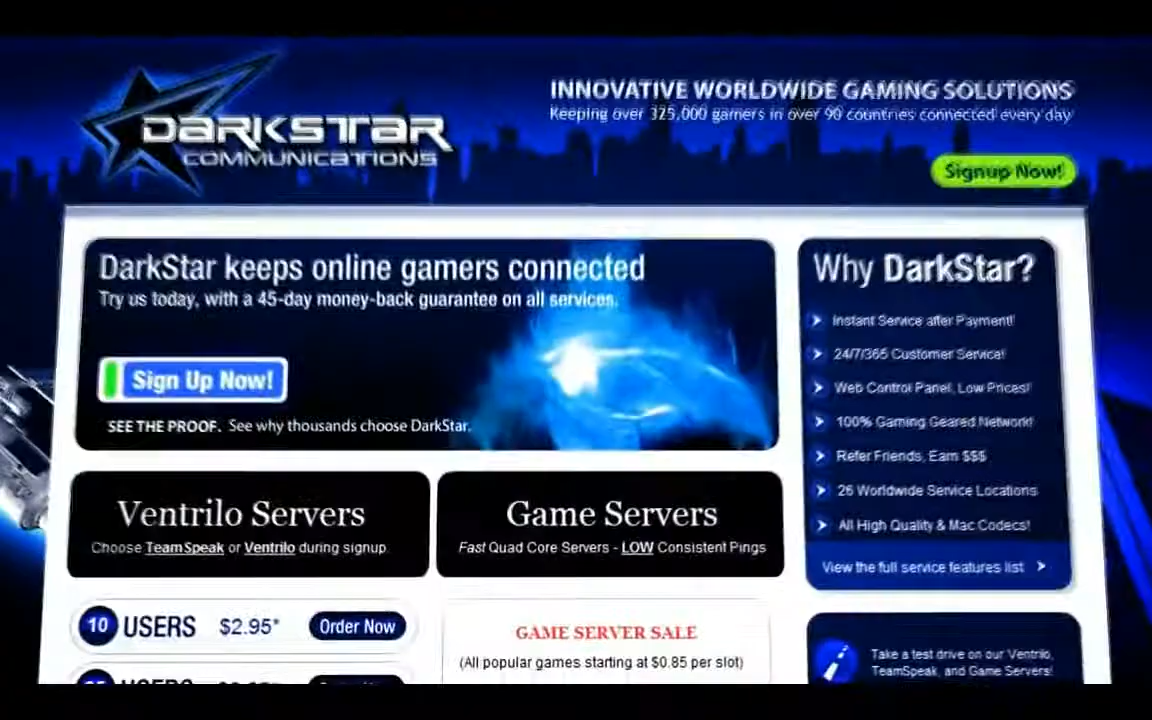 DARKSTAR
COMMUNICATIONS
INNOVATIVE WORLDWIDE GAMING SOLUTIONS
Keeping over 325,000 gamers in over 90 countries connected every day
Signup Now!
DarkStar keeps online gamers connected
Try us today, with a 45-day money-back guarantee on all services.
Sign Up Now!
SEE THE PROOF. See why thousands choose DarkStar.
Why DarkStar?
Instant Service after Payment!
24/7/365 Customer Service!
Web Control Panel, Low Prices!
100% Gaming Geared Network!
Refer Friends, Earn $$$
26 Worldwide Service Locations
All High Quality & Mac Codecs!
View the full service features list
Ventrilo Servers
Choose TeamSpeak or Ventrilo during signup
Game Servers
Fast Quad Core Servers - LOW Consistent Pings
10 USERS $2.95* Order Now
GAME SERVER SALE
(All popular games starting at $0.85 per slot)
Take a test drive on our Ventrilo,
TeamSpeak, and Game Servers!
USERS